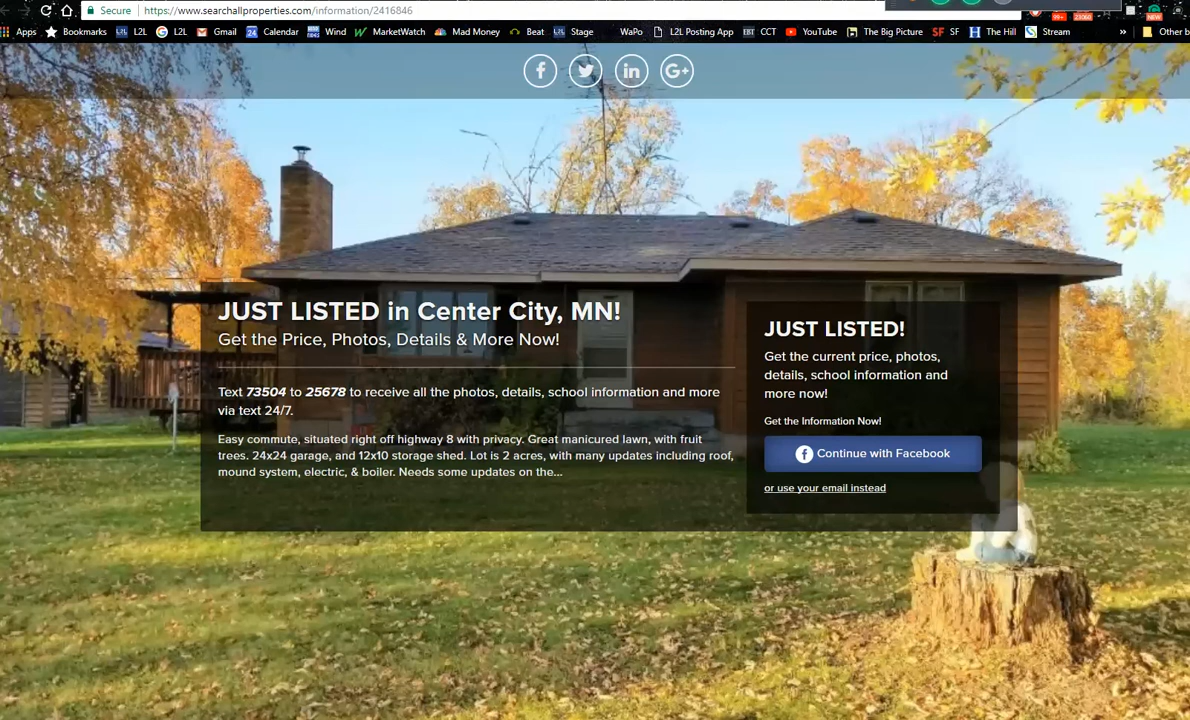 Secure https://www.searchallproperties.com/information/2416846
99+ 23060 NEW
Apps Bookmarks L2L L2L Gmail Calendar Wind MarketWatch Mad Money Beat Stage WaPo L2L Posting App CCT YouTube The Big Picture SF SF The Hill Stream » Other b
JUST LISTED in Center City, MN!
Get the Price, Photos, Details & More Now!
Text 73504 to 25678 to receive all the photos, details, school information and more
via text 24/7.
Easy commute, situated right off highway 8 with privacy. Great manicured lawn, with fruit
trees. 24x24 garage, and 12x10 storage shed. Lot is 2 acres, with many updates including roof,
mound system, electric, & boiler. Needs some updates on the...
JUST LISTED!
Get the current price, photos,
details, school information and
more now!
Get the Information Now!
Continue with Facebook
or use your email instead